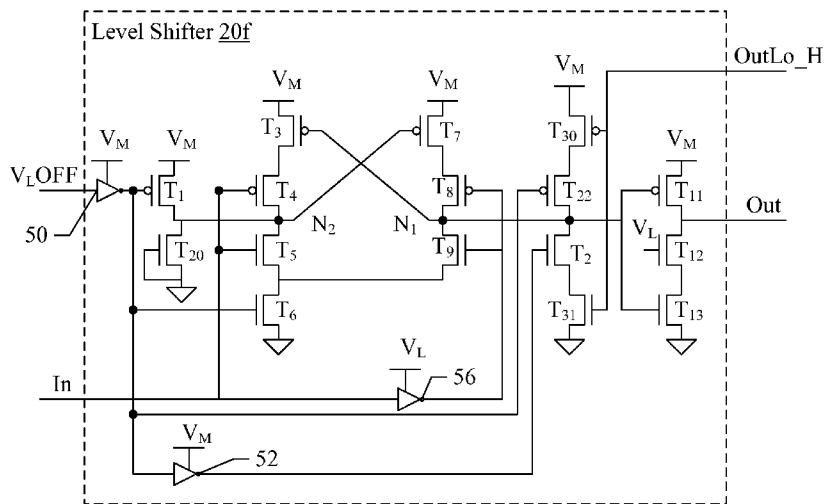 Level Shifter 20f
OutLo_H
V_M V_M V_M
T_3 T_7 T_30
V_M V_M V_M
V_LOFF T_1 T_4 T_8 T_22 T_11
Out
50 N_2 N_1 V_L
T_20 T_5 T_9 T_2 T_12
T_6 T_31 T_13
V_L
In 56
V_M
52